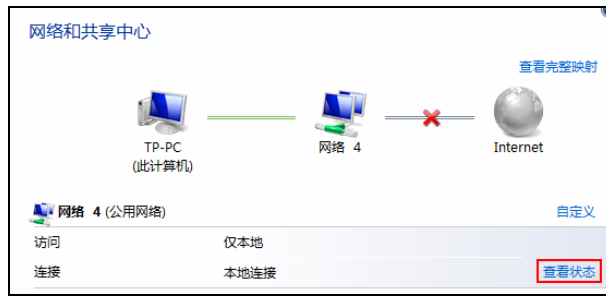 网络和共享中心
查看完整映射
TP-PC
(此计算机)
网络 4
Internet
网络 4 (公用网络)
自定义
访问
仅本地
连接
本地连接
查看状态